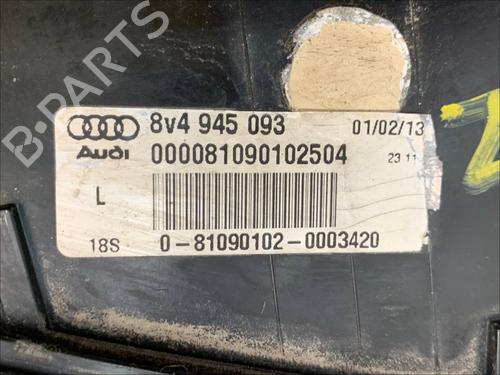 8v4 945 093
01/02/13
Audi
000081090102504
23 11
L
18S
0-81090102-0003420
B-PARTS